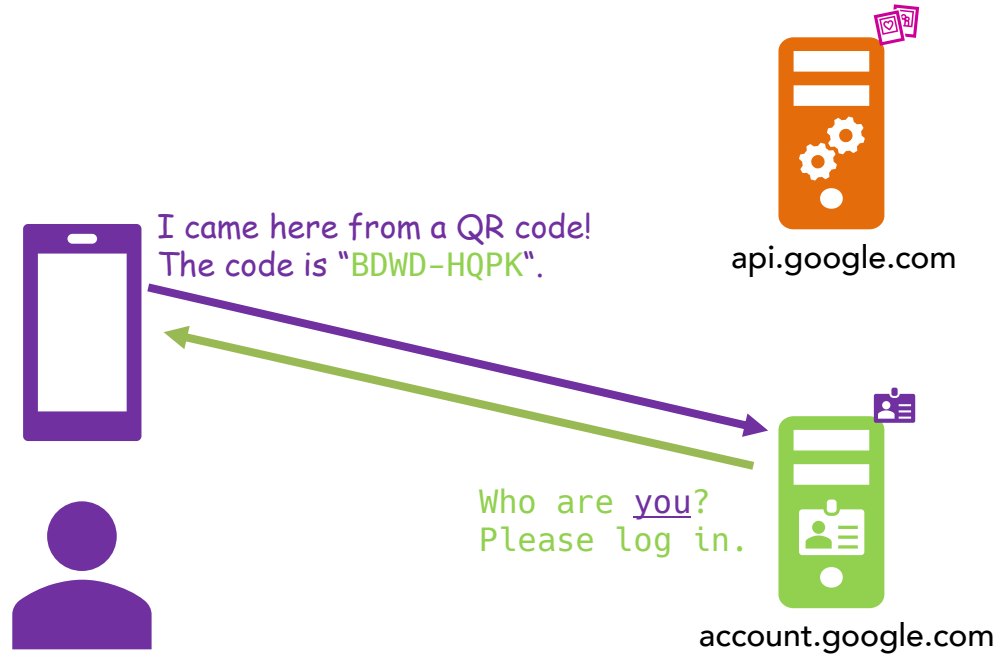 I came here from a QR code!
The code is “BDWD-HQPK“.
api.google.com
Who are you?
Please log in.
account.google.com